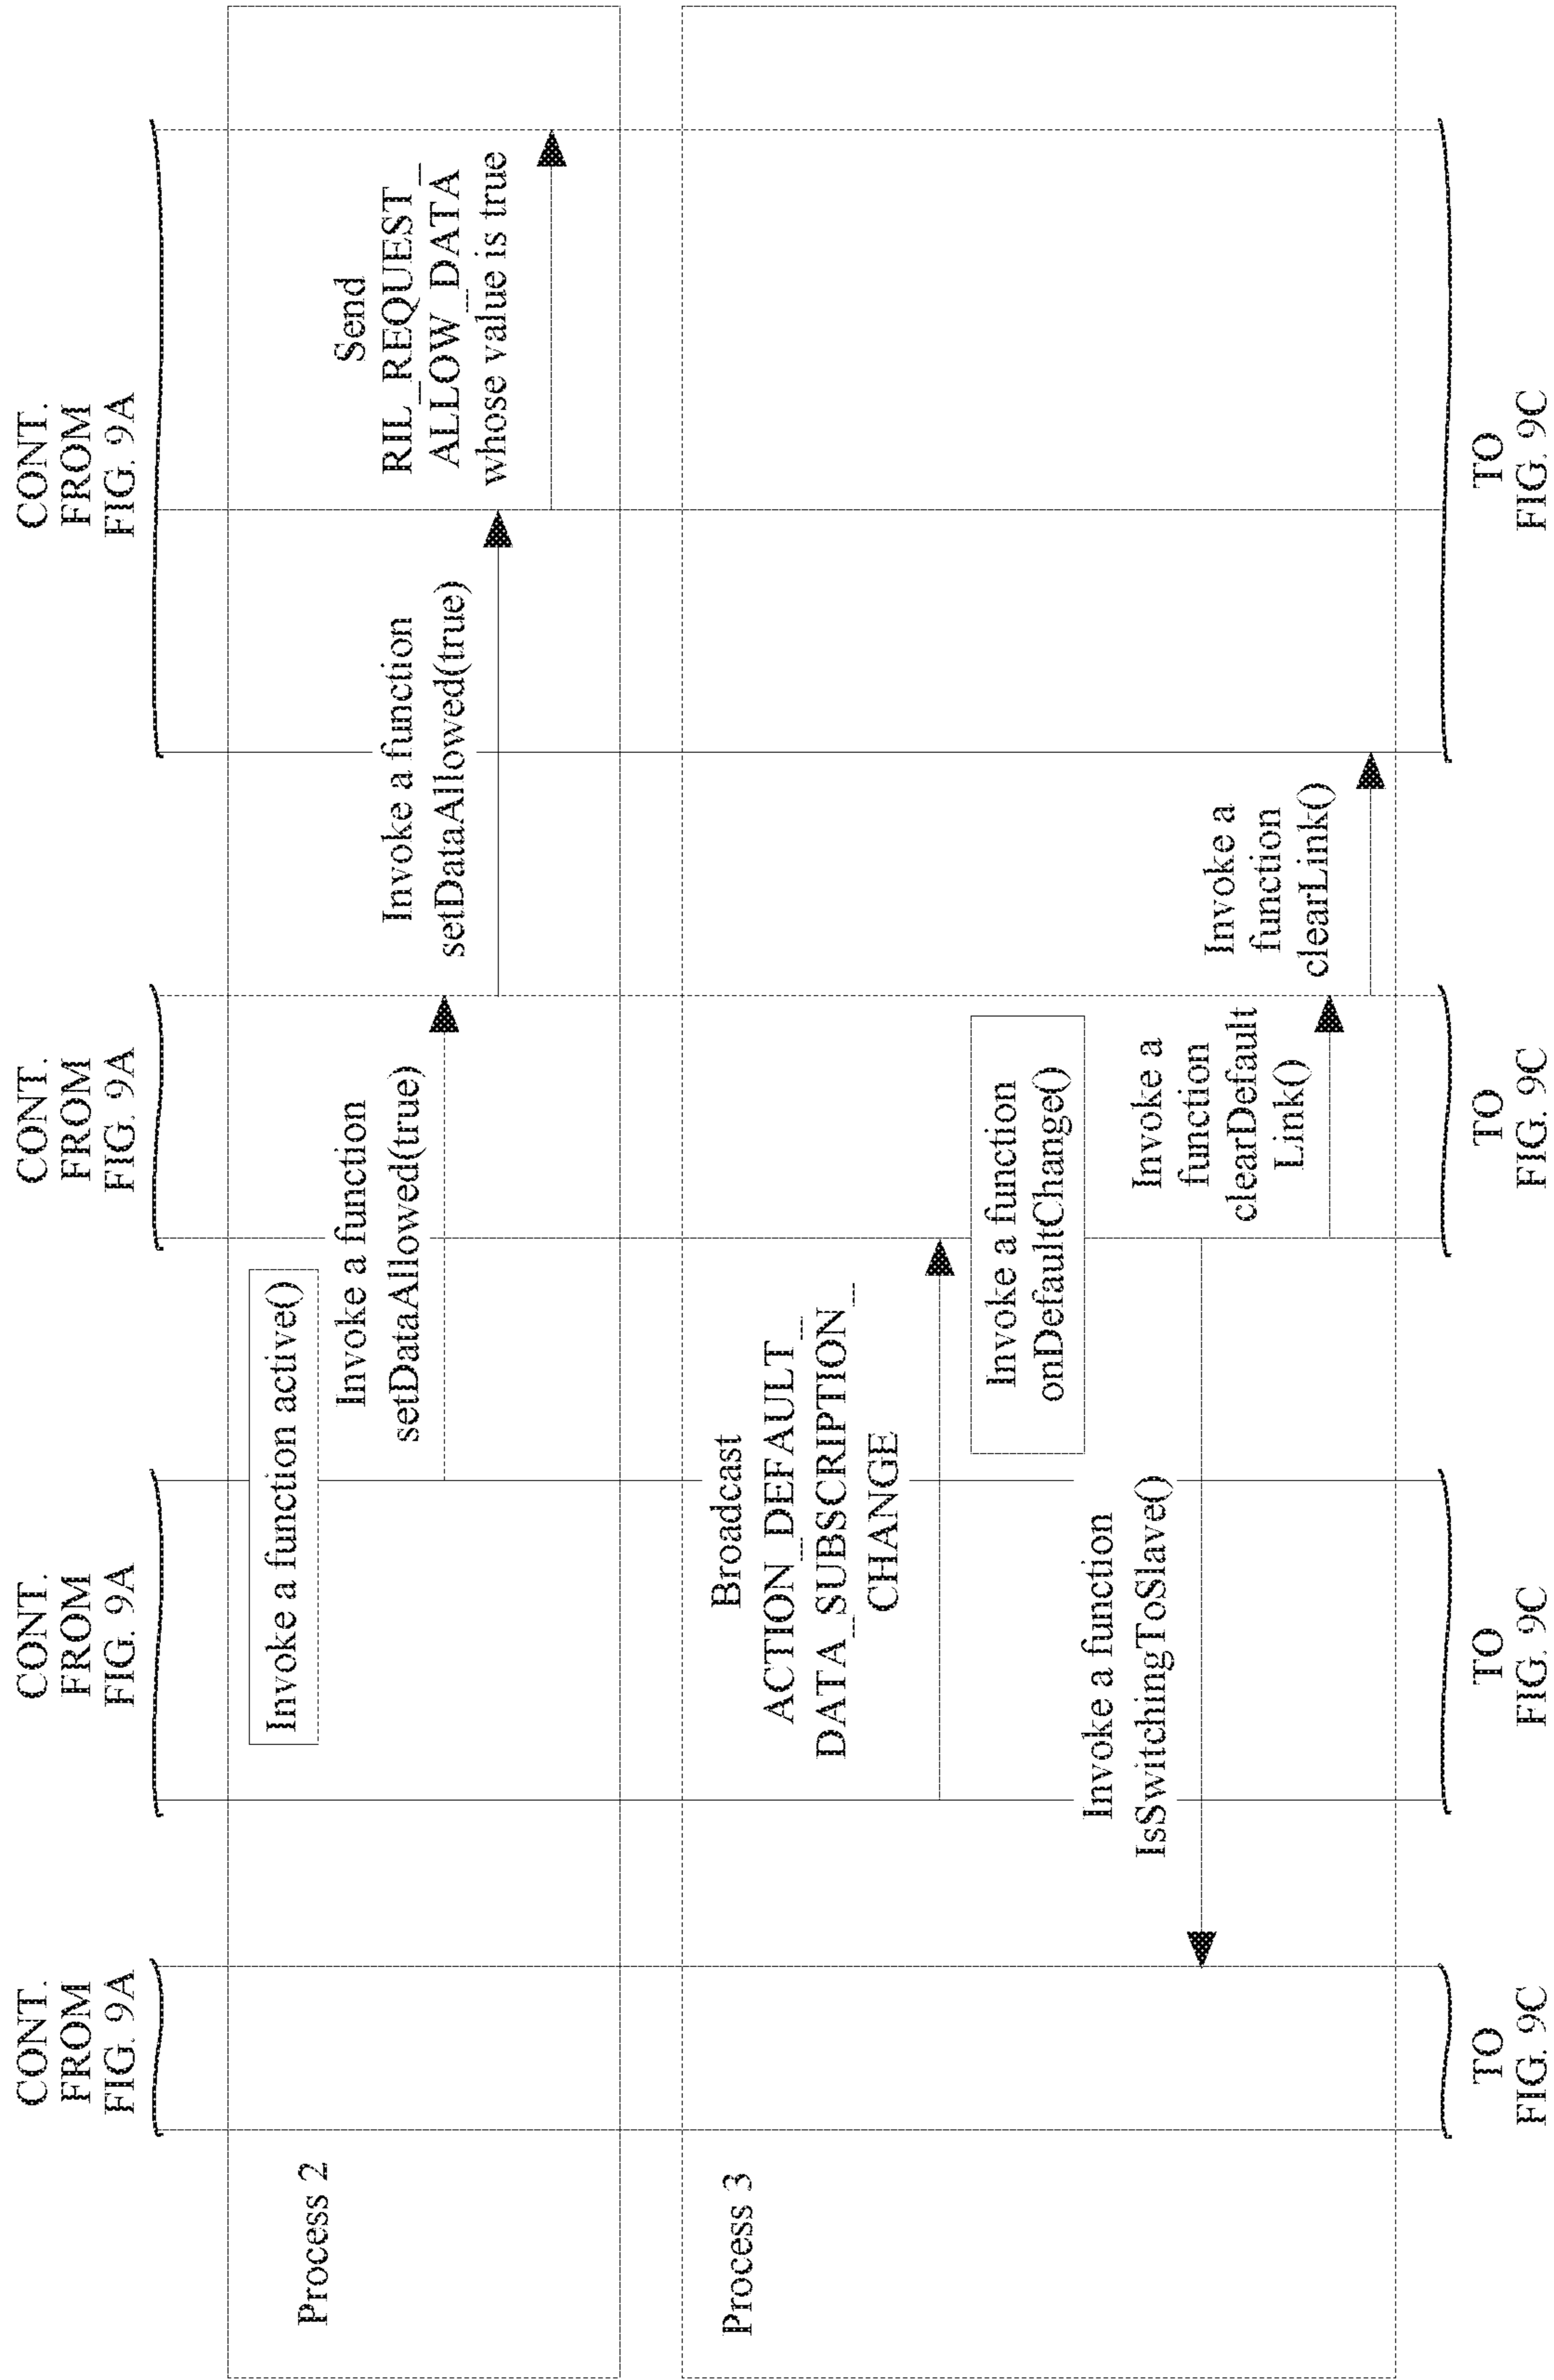 CONT.
FROM
FIG. 9A
CONT.
FROM
FIG. 9A
CONT.
FROM
FIG. 9A
CONT.
FROM
FIG. 9A
Process 2
Invoke a function active()
Invoke a function
setDataAllowed(true)
Invoke a function
setDataAllowed(true)
Send
RIL_REQUEST_
ALLOW_DATA
whose value is true
Process 3
Broadcast
ACTION_DEFAULT_
DATA_SUBSCRIPTION_
CHANGE
Invoke a function
onDefaultChange()
Invoke a function
IsSwitchingToSlave()
Invoke a
function
clearDefault
Link()
Invoke a
function
clearLink()
TO
FIG. 9C
TO
FIG. 9C
TO
FIG. 9C
TO
FIG. 9C